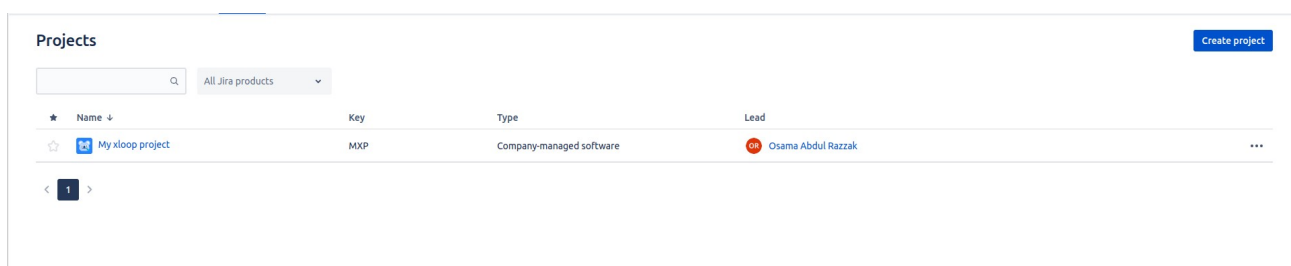 Projects
Create project
All Jira products
Name ↓ Key Type Lead
My xloop project MXP Company-managed software OR Osama Abdul Razzak
1